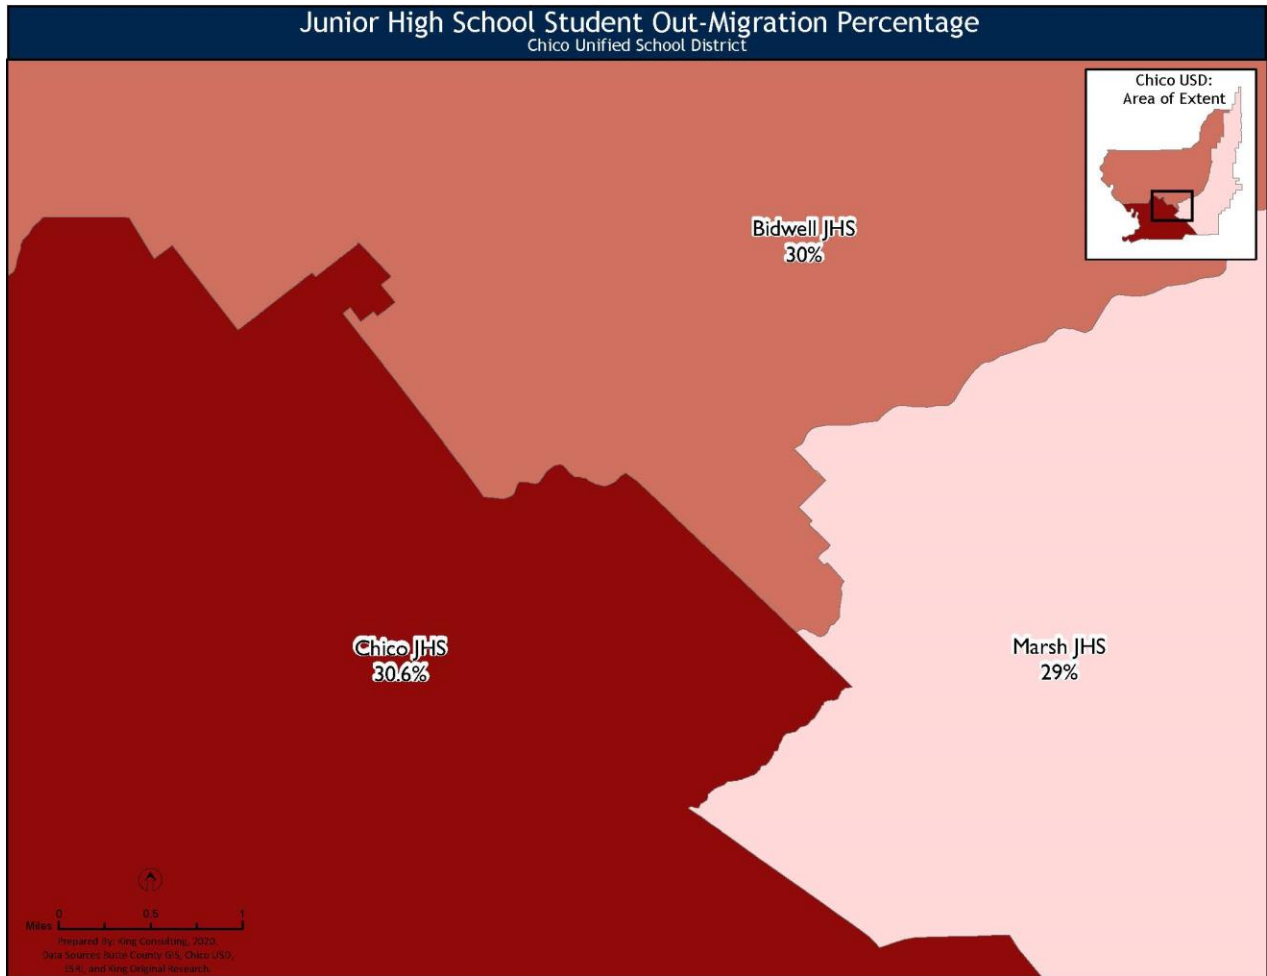 Junior High School Student Out-Migration Percentage
Chico Unified School District
Chico USD:
Area of Extent
Bidwell JHS
30%
Chico JHS
30.6%
Marsh JHS
29%
0 0.5 1
Miles
Prepared By: King Consulting, 2020.
Data Sources Butte County GIS, Chico USD,
and King Original Research.